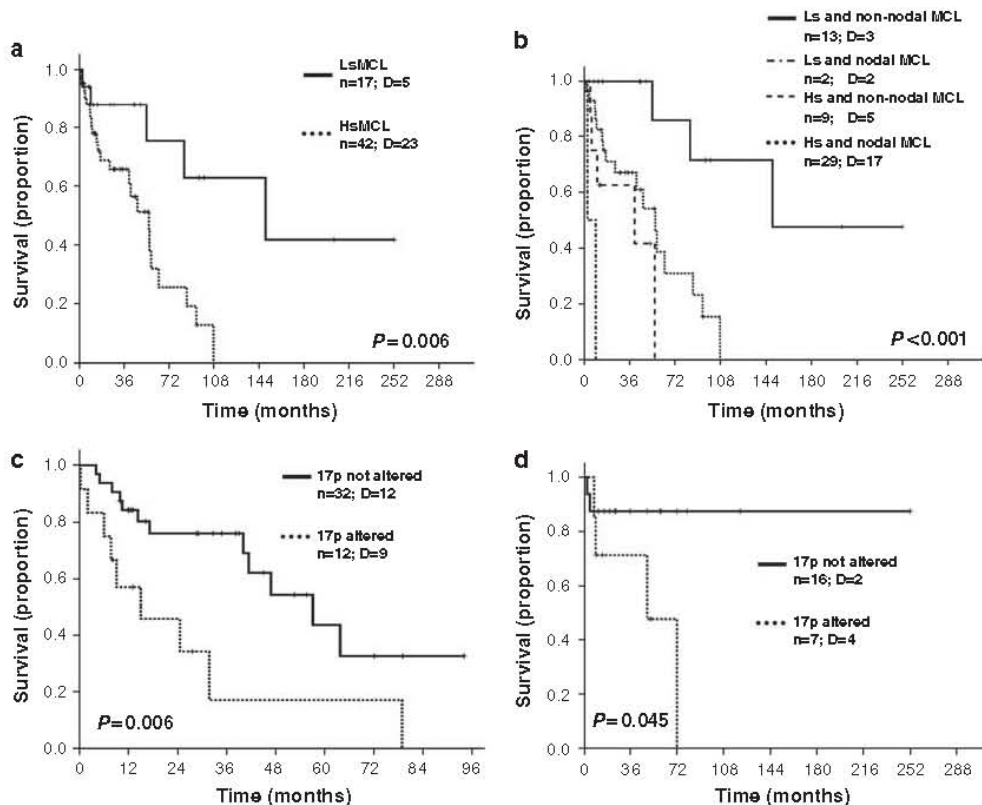 a
LsMCL
n=17; D=5
HsMCL
n=42; D=23
Survival (proportion)
1.0
0.8
0.6
0.4
0.2
0.0
P=0.006
0 36 72 108 144 180 216 252 288
Time (months)
b
Ls and non-nodal MCL
n=13; D=3
Ls and nodal MCL
n=2; D=2
Hs and non-nodal MCL
n=9; D=5
Hs and nodal MCL
n=29; D=17
Survival (proportion)
1.0
0.8
0.6
0.4
0.2
0.0
P<0.001
0 36 72 108 144 180 216 252 288
Time (months)
c
17p not altered
n=32; D=12
17p altered
n=12; D=9
Survival (proportion)
1.0
0.8
0.6
0.4
0.2
0.0
P=0.006
0 12 24 36 48 60 72 84 96
Time (months)
d
17p not altered
n=16; D=2
17p altered
n=7; D=4
Survival (proportion)
1.0
0.8
0.6
0.4
0.2
0.0
P=0.045
0 36 72 108 144 180 216 252 288
Time (months)